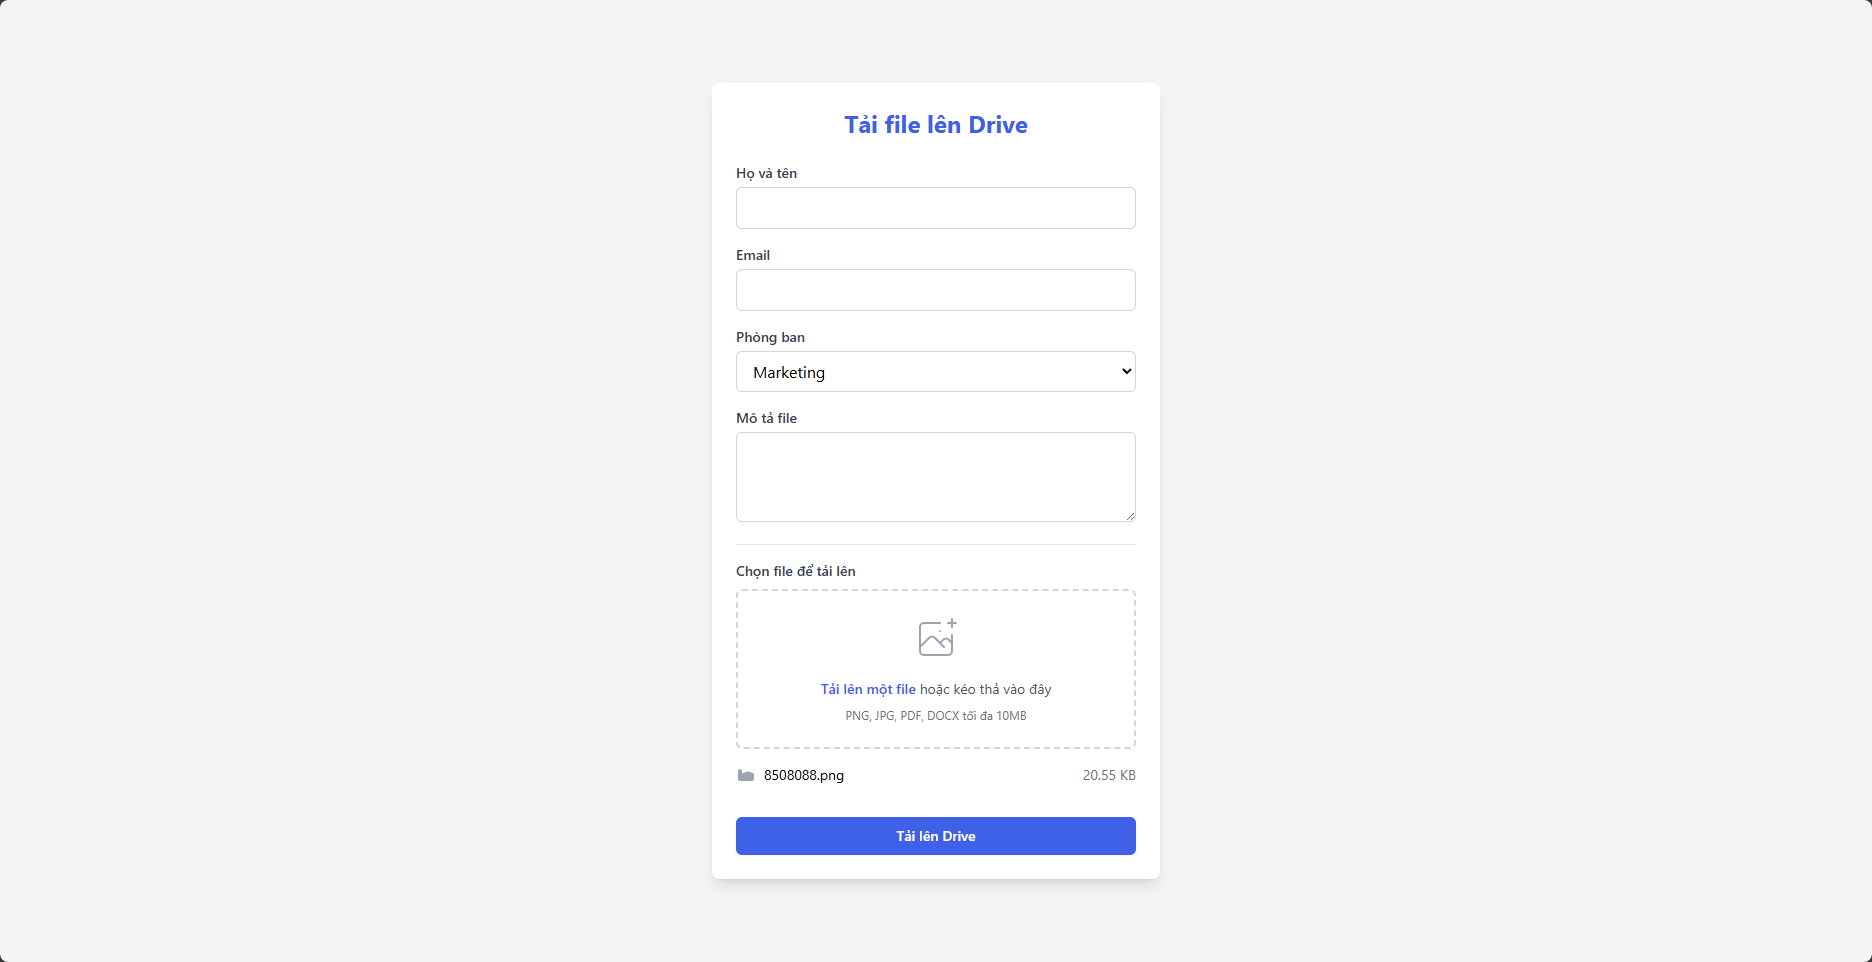 Tải file lên Drive
Họ và tên
Email
Phòng ban
Marketing
Mô tả file
Chọn file để tải lên
Tải lên một file hoặc kéo thả vào đây
PNG, JPG, PDF, DOCX tối đa 10MB
8508088.png 20.55 KB
Tải lên Drive